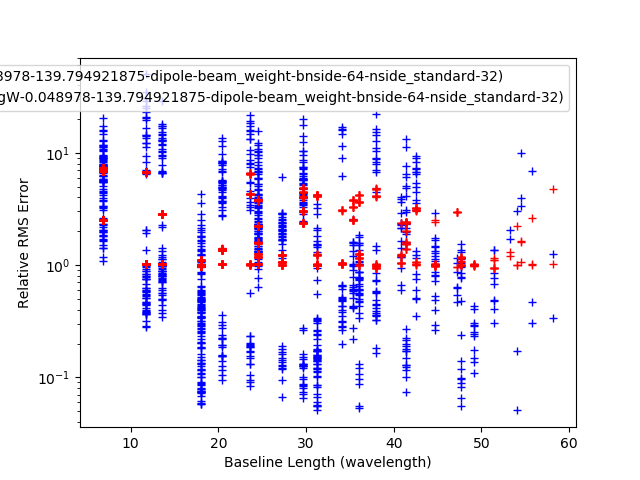 8978-139.794921875-dipole-beam_weight-bnside-64-nside_standard-32)
gW-0.048978-139.794921875-dipole-beam_weight-bnside-64-nside_standard-32)
10¹
10⁰
10⁻¹
Relative RMS Error
10 20 30 40 50 60
Baseline Length (wavelength)